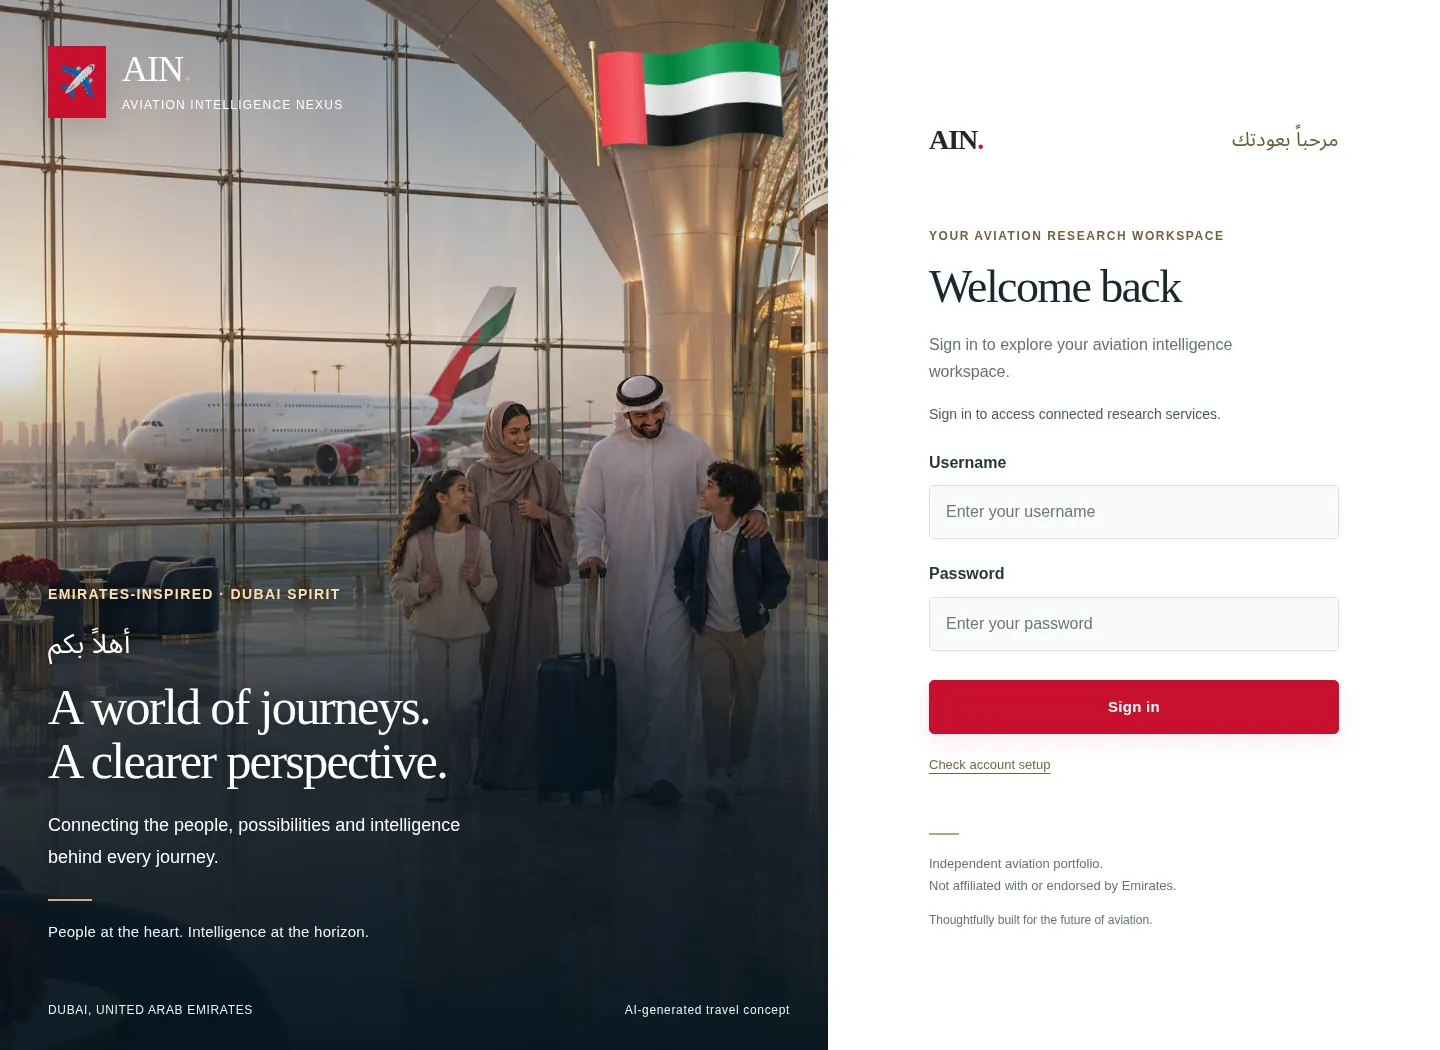 AIN.
AVIATION INTELLIGENCE NEXUS
EMIRATES-INSPIRED · DUBAI SPIRIT
أهلاً بكم
A world of journeys.
A clearer perspective.
Connecting the people, possibilities and intelligence
behind every journey.
People at the heart. Intelligence at the horizon.
DUBAI, UNITED ARAB EMIRATES
AI-generated travel concept
AIN.
مرحباً بعودتك
YOUR AVIATION RESEARCH WORKSPACE
Welcome back
Sign in to explore your aviation intelligence
workspace.
Sign in to access connected research services.
Username
Enter your username
Password
Enter your password
Sign in
Check account setup
Independent aviation portfolio.
Not affiliated with or endorsed by Emirates.
Thoughtfully built for the future of aviation.